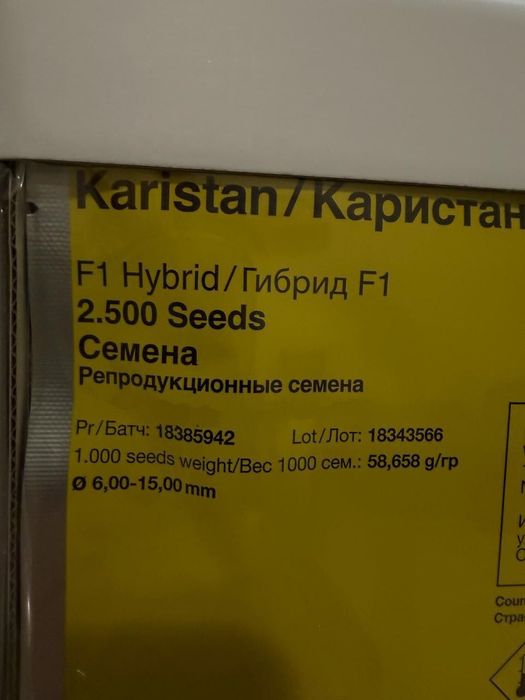 Karistan/Каристан
F1 Hybrid/Гибрид F1
2.500 Seeds
Семена
Репродукционные семена
Pr/Батч: 18385942 Lot/Лот: 18343566
1.000 seeds weight/Вес 1000 сем.: 58,658 g/гр
Ø 6,00-15,00 mm